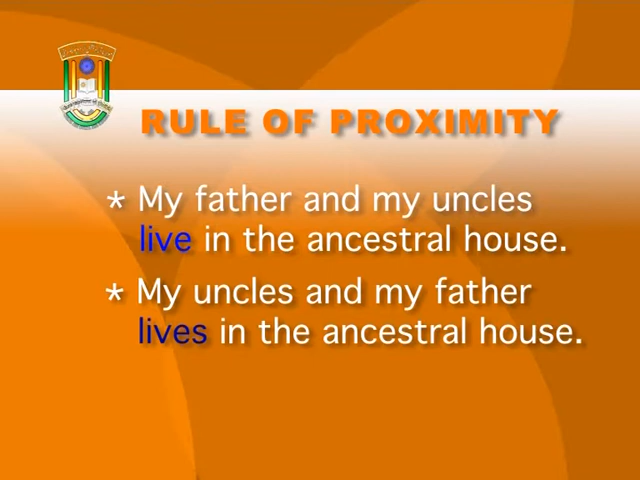 RULE OF PROXIMITY
* My father and my uncles
live in the ancestral house.
* My uncles and my father
lives in the ancestral house.